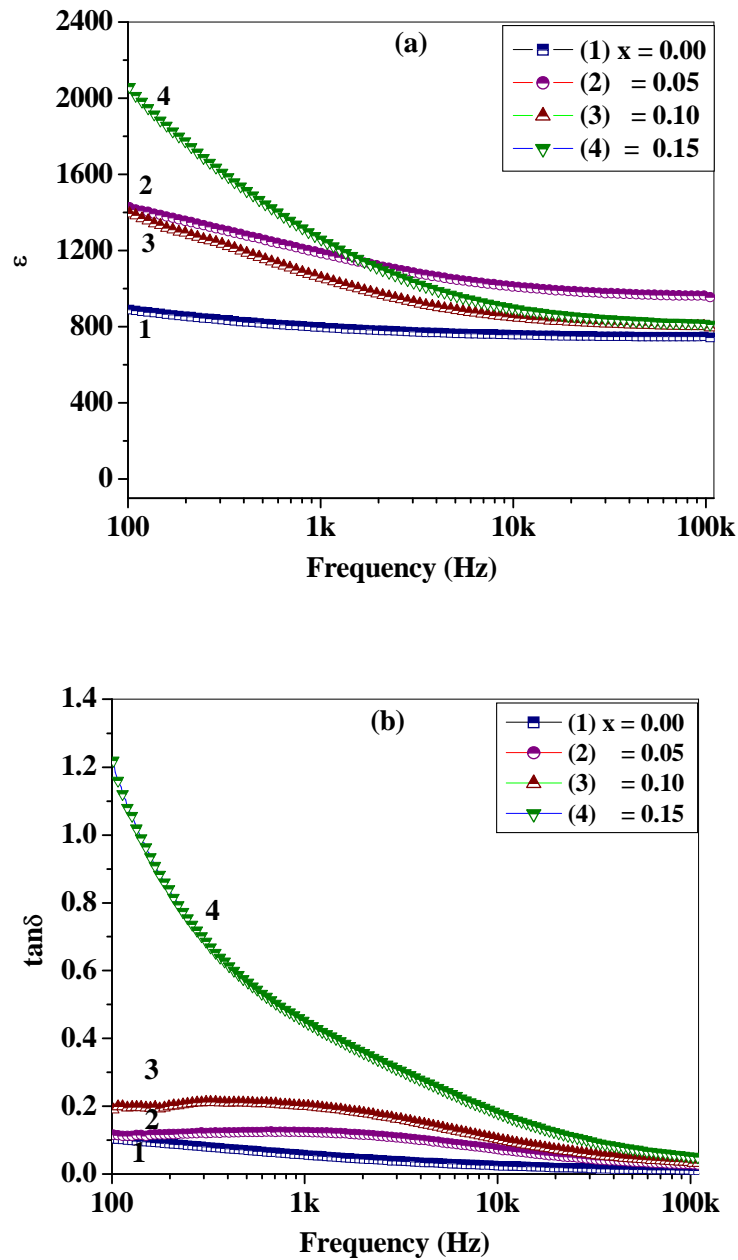 (a)
2400
2000
1600
1200
800
400
0
ε
4
2
3
1
(1) x = 0.00
(2) = 0.05
(3) = 0.10
(4) = 0.15
100
1k
10k
100k
Frequency (Hz)
(b)
1.4
1.2
1.0
0.8
0.6
0.4
0.2
0.0
tanδ
(1) x = 0.00
(2) = 0.05
(3) = 0.10
(4) = 0.15
4
3
2
1
100
1k
10k
100k
Frequency (Hz)